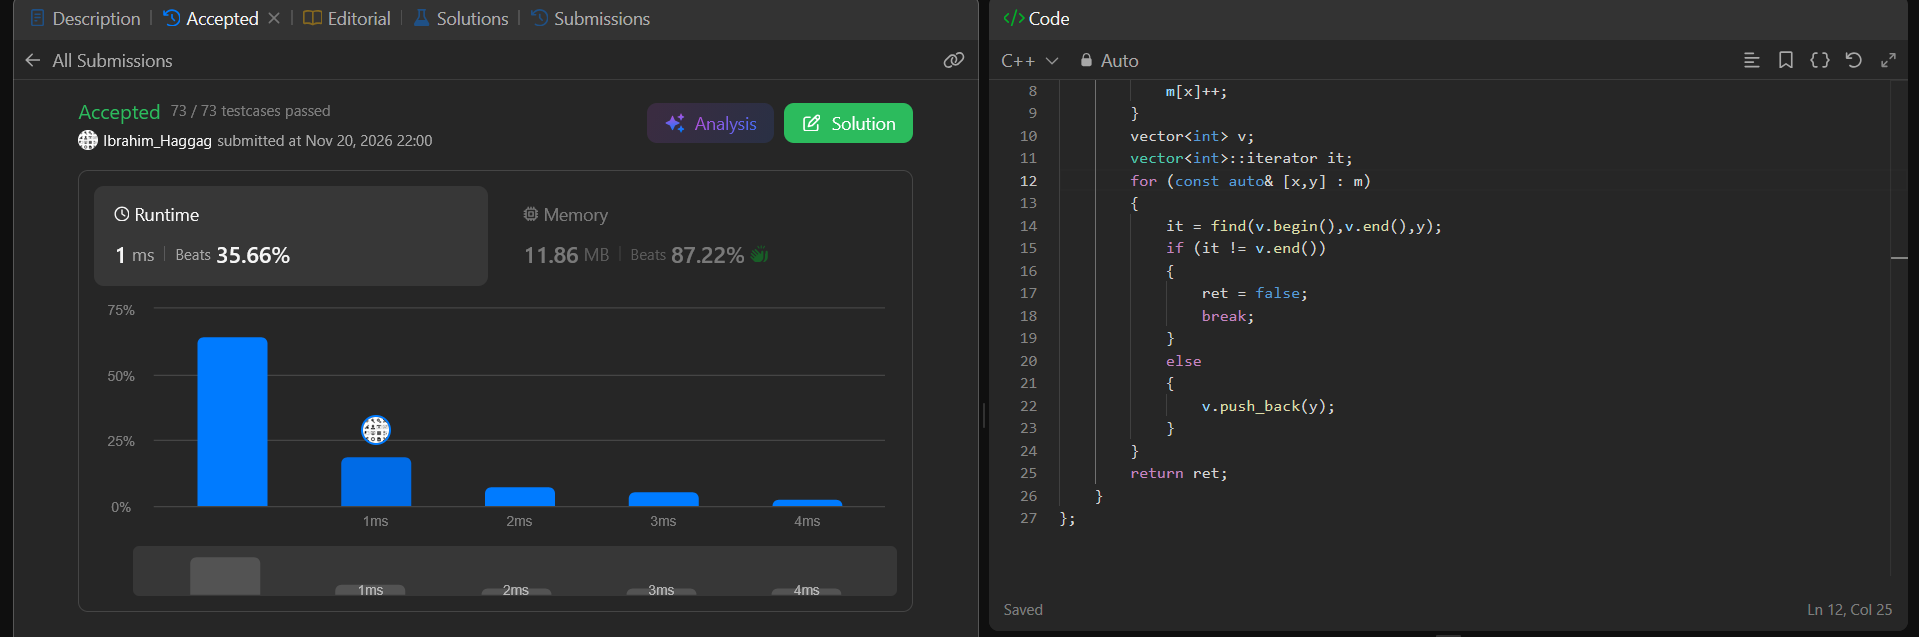 Description | Accepted × | Editorial | Solutions | Submissions
← All Submissions
Accepted 73 / 73 testcases passed
Ibrahim_Haggag submitted at Nov 20, 2026 22:00
Analysis
Solution
Runtime
1 ms | Beats 35.66%
Memory
11.86 MB | Beats 87.22%
75%
50%
25%
0%
1ms 2ms 3ms 4ms
1ms 2ms 3ms 4ms
</> Code
C++ Auto
8 m[x]++;
9 }
10 vector<int> v;
11 vector<int>::iterator it;
12 for (const auto& [x,y] : m)
13 {
14 it = find(v.begin(),v.end(),y);
15 if (it != v.end())
16 {
17 ret = false;
18 break;
19 }
20 else
21 {
22 v.push_back(y);
23 }
24 }
25 return ret;
26 }
27 };
Saved
Ln 12, Col 25